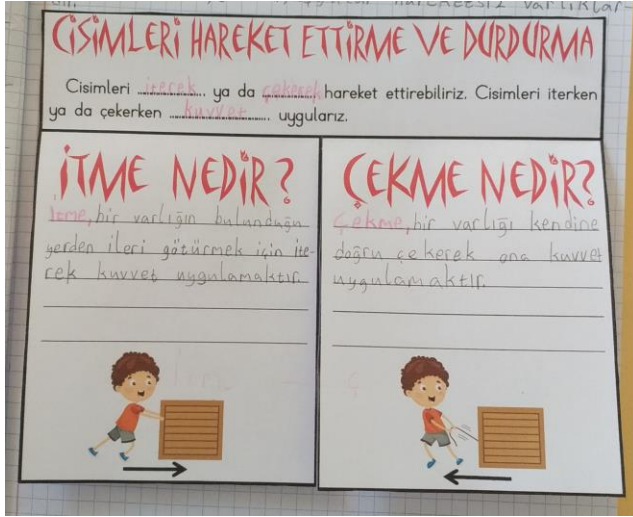 CİSİMLERİ HAREKET ETTİRME VE DURDURMA
Cisimleri iterek ya da çekerek hareket ettirebiliriz. Cisimleri iterken
ya da çekerken kuvvet uygularız.
İTME NEDİR?
İtme, bir varlığın bulunduğu
yerden ileri götürmek için ite-
rek kuvvet uygulamaktır.
ÇEKME NEDİR?
Çekme, bir varlığı kendine
doğru çekerek ona kuvvet
uygulamaktır.